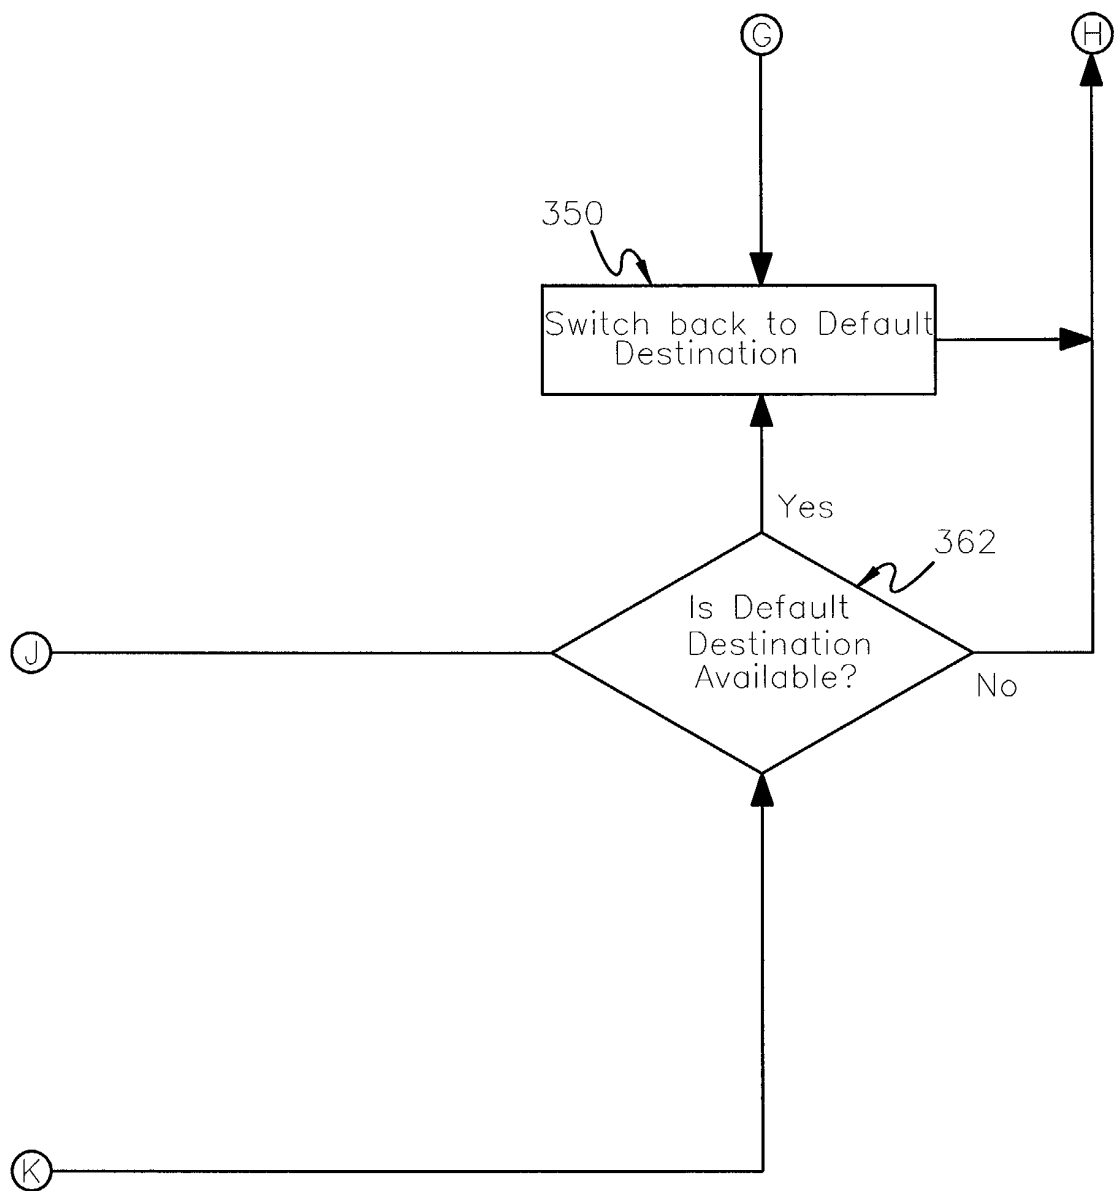 G
H
350
Switch back to Default
Destination
Yes
362
Is Default
Destination
Available?
J
No
K